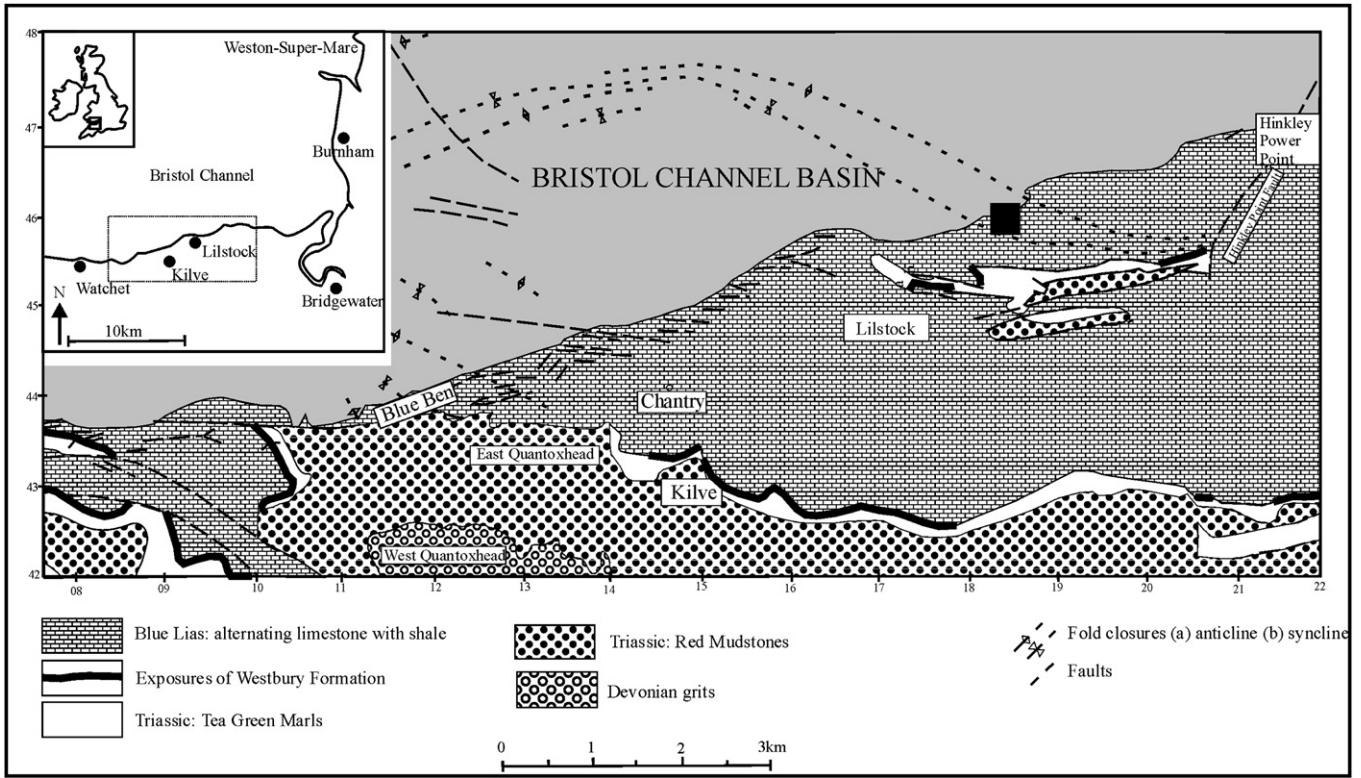 48
47
46
45
44
43
42
08
09
10
11
12
13
14
15
16
17
18
19
20
21
22
Weston-Super-Mare
Burnham
Bristol Channel
Lilstock
Kilve
Watchet
Bridgewater
N
10km
BRISTOL CHANNEL BASIN
Hinkley
Power
Point
Hinkley Point Fault
Lilstock
Blue Ben
Chantry
East Quantoxhead
Kilve
West Quantoxhead
Blue Lias: alternating limestone with shale
Exposures of Westbury Formation
Triassic: Tea Green Marls
Triassic: Red Mudstones
Devonian grits
Fold closures (a) anticline (b) syncline
Faults
0 1 2 3km